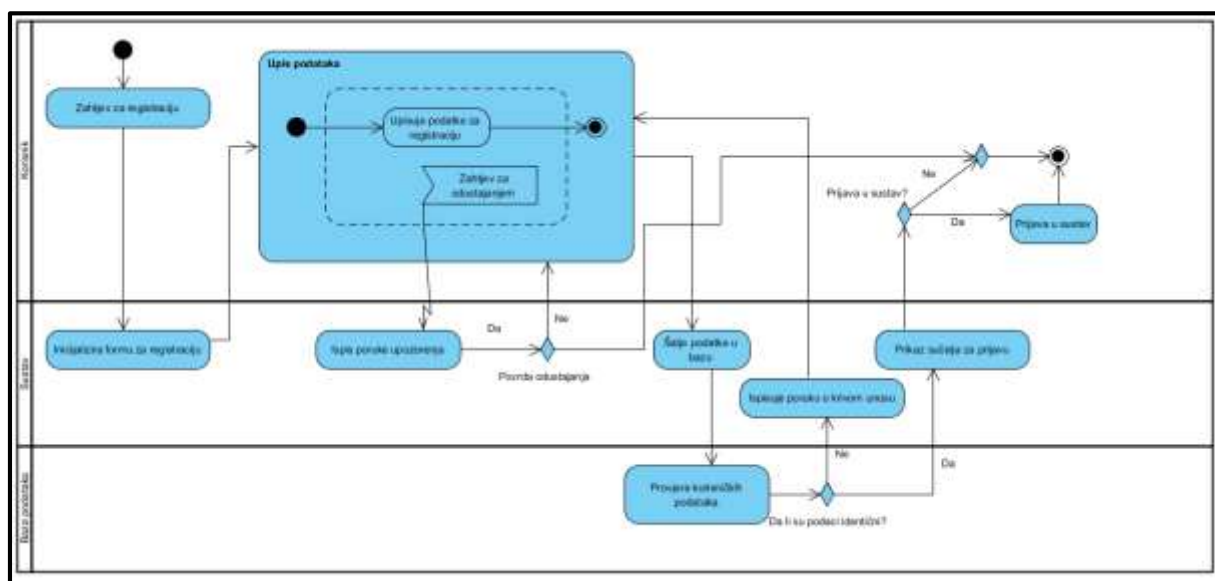 Korisnik
Zahtjev za registraciju
Upis podataka
Upisuje podatke za
registraciju
Zahtjev za
odustajanjem
Ne
Prijava u sustav?
Da
Prijava u sustav
Sustav
Inicijalizira formu za registraciju
Ispis poruke upozorenja
Da
Ne
Potvrda odustajanja
Šalje podatke u
bazu
Prikaz sučelja za prijavu
Ispisuje poruku o krivom unosu
Baza podataka
Provjera korisničkih
podataka
Ne
Da
Da li su podaci identični?